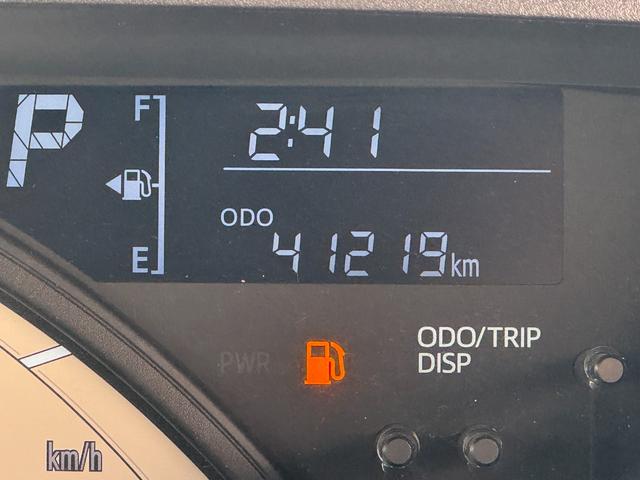 P
F
2:41
ODO
E
41219km
PWR
ODO/TRIP
DISP
km/h